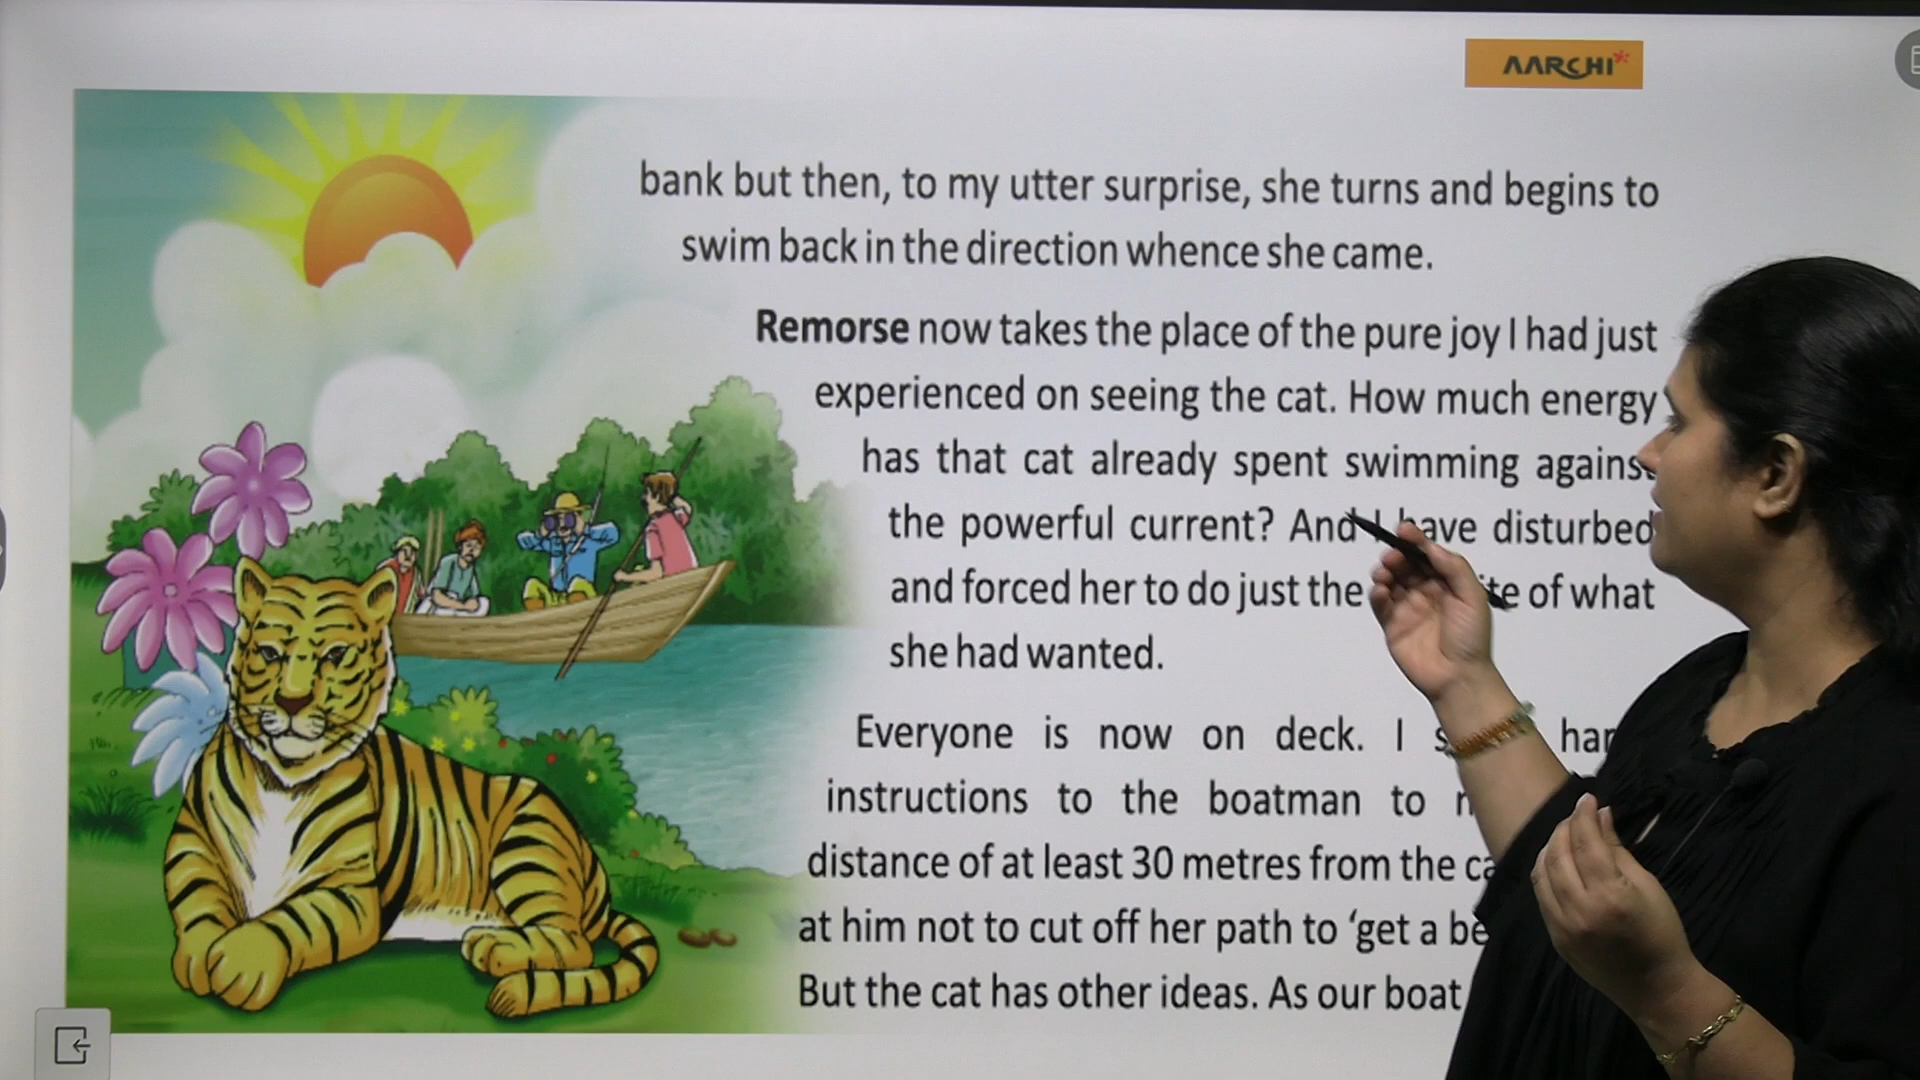 AARCHI
bank but then, to my utter surprise, she turns and begins to
swim back in the direction whence she came.
Remorse now takes the place of the pure joy I had just
experienced on seeing the cat. How much energy
has that cat already spent swimming against
the powerful current? And I have disturbed
and forced her to do just the of what
she had wanted.
Everyone is now on deck. I
instructions to the boatman to
distance of at least 30 metres from the
at him not to cut off her path to ‘get a
But the cat has other ideas. As our boat